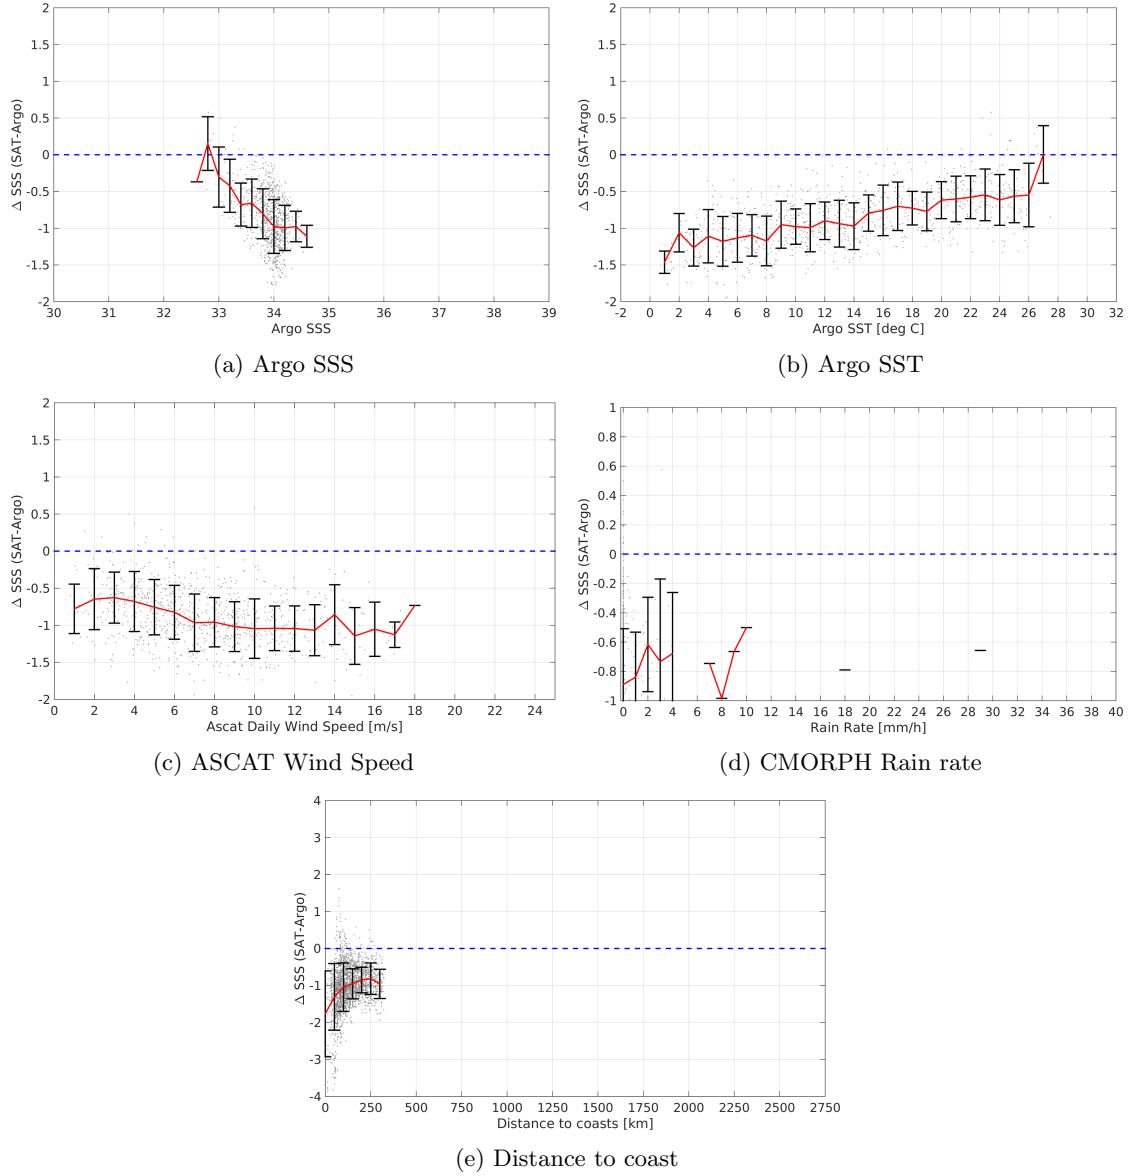 2
1.5
1
0.5
0
-0.5
-1
-1.5
-2
Δ SSS (SAT-Argo)
30 31 32 33 34 35 36 37 38 39
Argo SSS
(a) Argo SSS
2
1.5
1
0.5
0
-0.5
-1
-1.5
-2
Δ SSS (SAT-Argo)
-2 0 2 4 6 8 10 12 14 16 18 20 22 24 26 28 30 32
Argo SST [deg C]
(b) Argo SST
2
1.5
1
0.5
0
-0.5
-1
-1.5
-2
Δ SSS (SAT-Argo)
0 2 4 6 8 10 12 14 16 18 20 22 24
Ascat Daily Wind Speed [m/s]
(c) ASCAT Wind Speed
1
0.8
0.6
0.4
0.2
0
-0.2
-0.4
-0.6
-0.8
-1
Δ SSS (SAT-Argo)
0 2 4 6 8 10 12 14 16 18 20 22 24 26 28 30 32 34 36 38 40
Rain Rate [mm/h]
(d) CMORPH Rain rate
4
3
2
1
0
-1
-2
-3
-4
Δ SSS (SAT-Argo)
0 250 500 750 1000 1250 1500 1750 2000 2250 2500 2750
Distance to coasts [km]
(e) Distance to coast